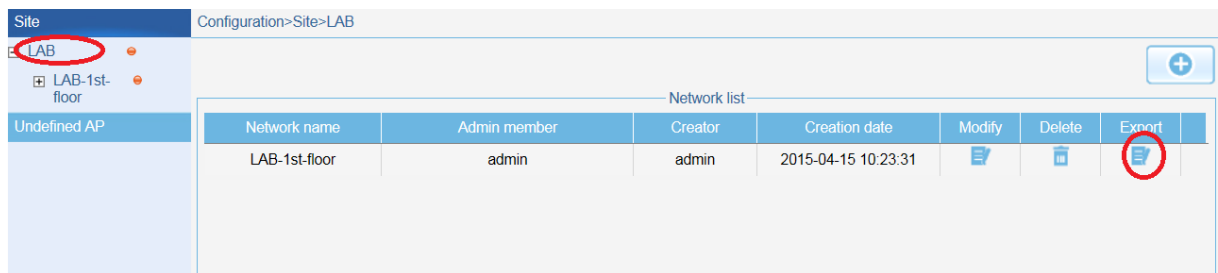 Site
Configuration>Site>LAB
LAB
LAB-1st-
floor
Undefined AP
Network list
Network name Admin member Creator Creation date Modify Delete Export
LAB-1st-floor admin admin 2015-04-15 10:23:31